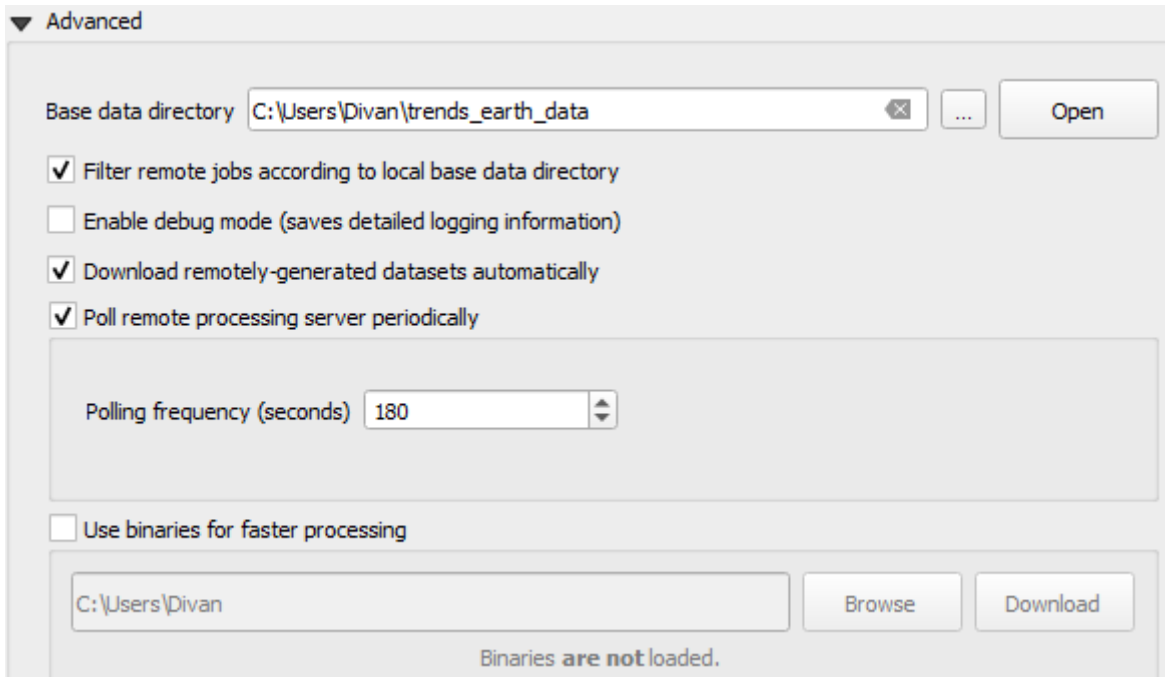 Advanced
Base data directory C:\Users\Divan\trends_earth_data ... Open
Filter remote jobs according to local base data directory
Enable debug mode (saves detailed logging information)
Download remotely-generated datasets automatically
Poll remote processing server periodically
Polling frequency (seconds) 180
Use binaries for faster processing
C:\Users\Divan Browse Download
Binaries are not loaded.